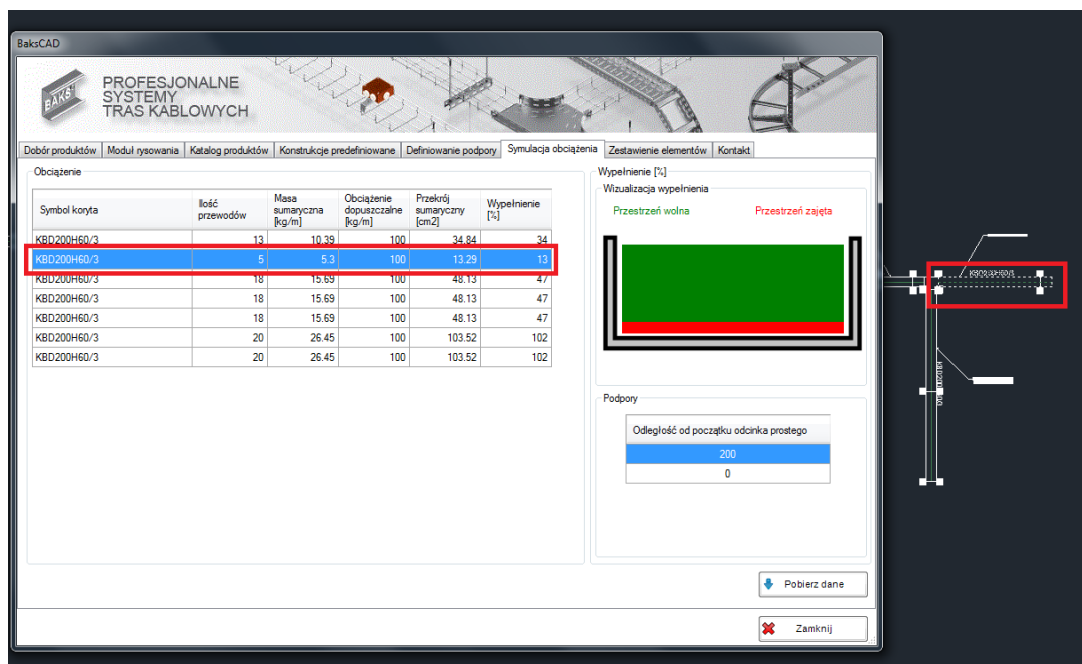 BaksCAD
BAKS
PROFESJONALNE
SYSTEMY
TRAS KABLOWYCH
Dobór produktów Moduł rysowania Katalog produktów Konstrukcje predefiniowane Definiowanie podpory Symulacja obciążenia Zestawienie elementów Kontakt
Obciążenie
Symbol koryta Ilość przewodów Masa sumaryczna [kg/m] Obciążenie dopuszczalne [kg/m] Przekrój sumaryczny [cm2] Wypełnienie [%]
KBD200H60/3 13 10.39 100 34.84 34
KBD200H60/3 5 5.3 100 13.29 13
KBD200H60/3 18 15.69 100 48.13 47
KBD200H60/3 18 15.69 100 48.13 47
KBD200H60/3 18 15.69 100 48.13 47
KBD200H60/3 20 26.45 100 103.52 102
KBD200H60/3 20 26.45 100 103.52 102
Wypełnienie [%]
Wizualizacja wypełnienia
Przestrzeń wolna Przestrzeń zajęta
Podpory
Odległość od początku odcinka prostego
200
0
Pobierz dane
Zamknij
KBD200H60/3